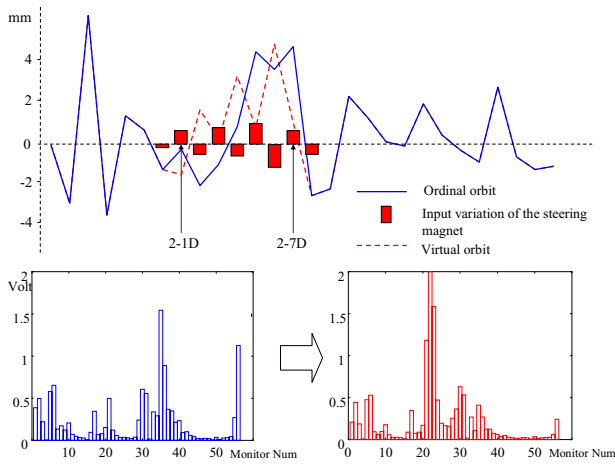 mm
4
2
0
-2
-4
2-1D
2-7D
Ordinal orbit
Input variation of the steering
magnet
Virtual orbit
Volt
2
1.5
1
0.5
0
0 10 20 30 40 50 Monitor Num
2
1.5
1
0.5
0
0 10 20 30 40 50 Monitor Num